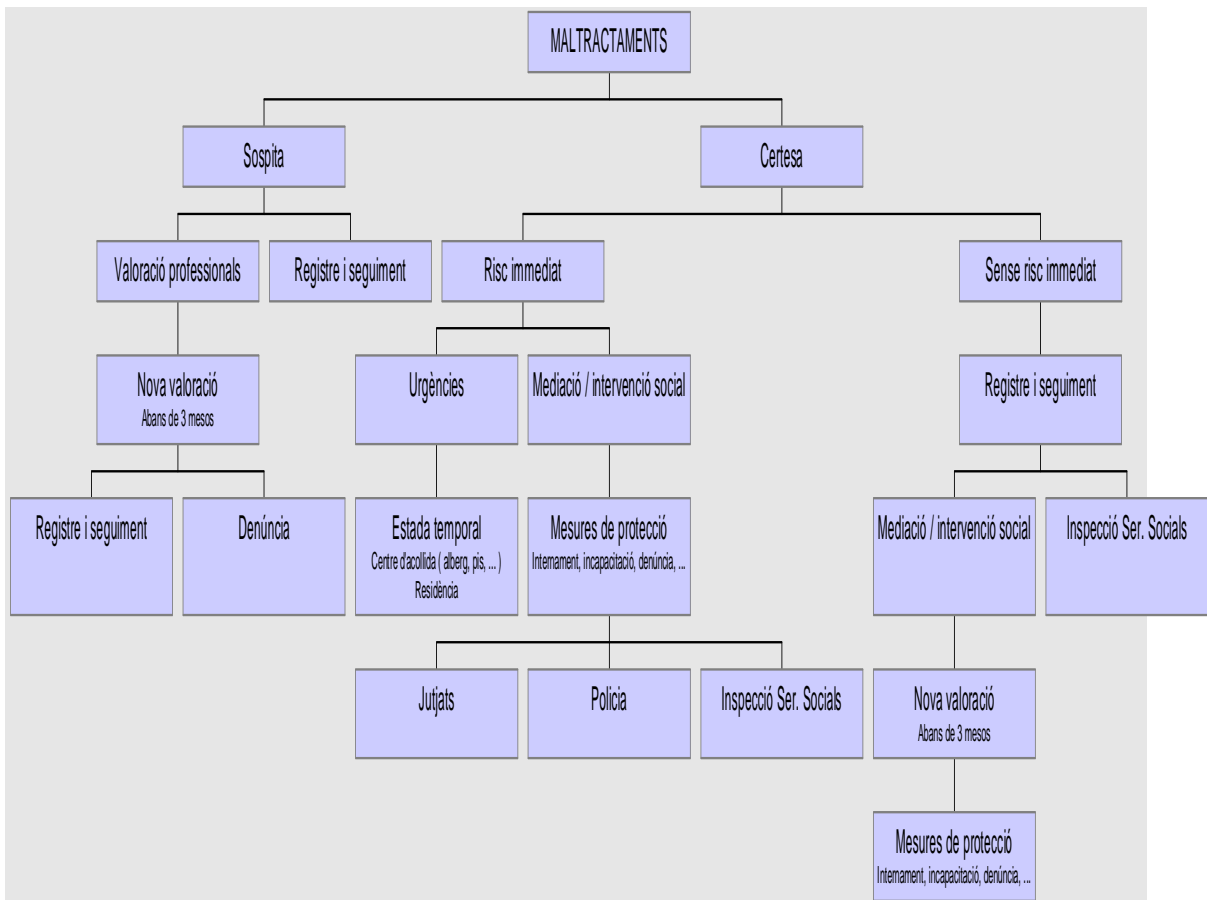 MALTRACTAMENTS
Sospita
Certesa
Valoració professionals
Registre i seguiment
Risc immediat
Sense risc immediat
Nova valoració
Abans de 3 mesos
Urgències
Mediació / intervenció social
Registre i seguiment
Registre i seguiment
Denúncia
Estada temporal
Centre d'acollida ( alberg, pis, ... )
Residència
Mesures de protecció
Internament, incapacitació, denúncia, ...
Mediació / intervenció social
Inspecció Ser. Socials
Jutjats
Policia
Inspecció Ser. Socials
Nova valoració
Abans de 3 mesos
Mesures de protecció
Internament, incapacitació, denúncia, ...